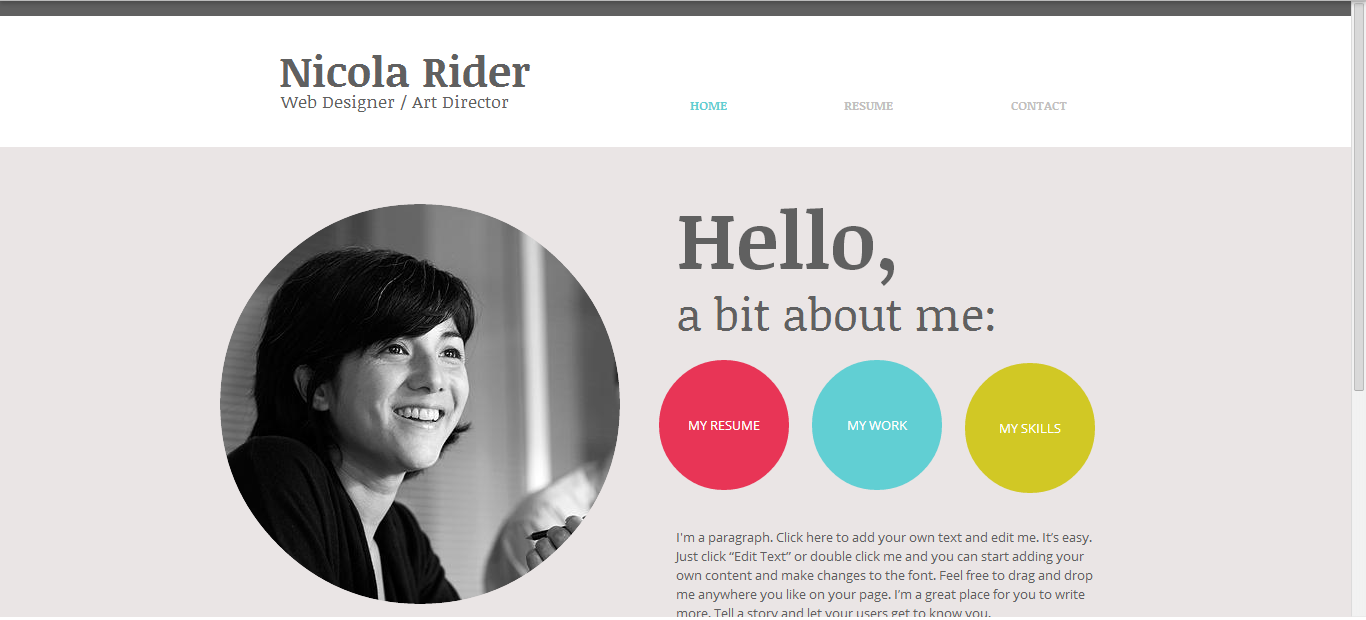 Nicola Rider
Web Designer / Art Director
HOME
RESUME
CONTACT
Hello,
a bit about me:
MY RESUME
MY WORK
MY SKILLS
I'm a paragraph. Click here to add your own text and edit me. It’s easy.
Just click “Edit Text” or double click me and you can start adding your
own content and make changes to the font. Feel free to drag and drop
me anywhere you like on your page. I’m a great place for you to write
more. Tell a story and let your users get to know you.